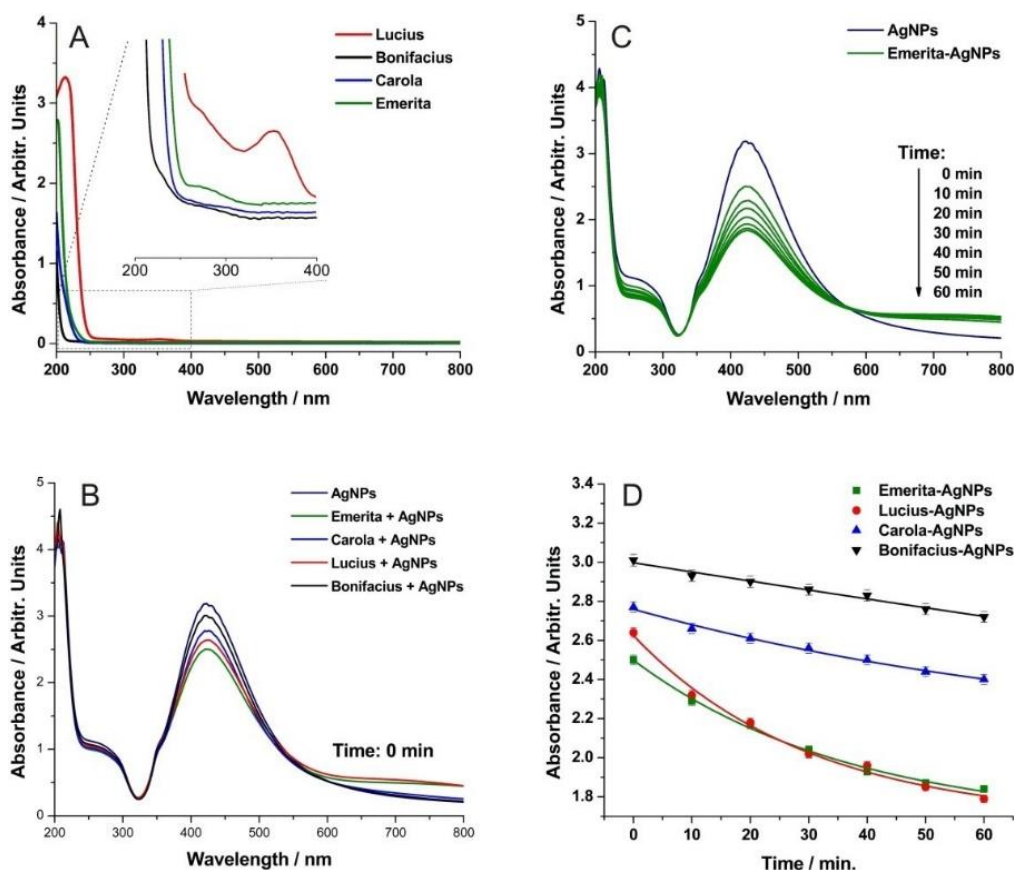 A
Lucius
Bonifacius
Carola
Emerita
Absorbance / Arbitr. Units
4
3
2
1
0
200 300 400
200 300 400 500 600 700 800
Wavelength / nm
C
AgNPs
Emerita-AgNPs
Time:
0 min
10 min
20 min
30 min
40 min
50 min
60 min
Absorbance / Arbitr. Units
5
4
3
2
1
0
200 300 400 500 600 700 800
Wavelength / nm
B
AgNPs
Emerita + AgNPs
Carola + AgNPs
Lucius + AgNPs
Bonifacius + AgNPs
Time: 0 min
Absorbance / Arbitr. Units
5
4
3
2
1
0
200 300 400 500 600 700 800
Wavelength / nm
D
Emerita-AgNPs
Lucius-AgNPs
Carola-AgNPs
Bonifacius-AgNPs
Absorbance / Arbitr. Units
3.4
3.2
3.0
2.8
2.6
2.4
2.2
2.0
1.8
0 10 20 30 40 50 60
Time / min.